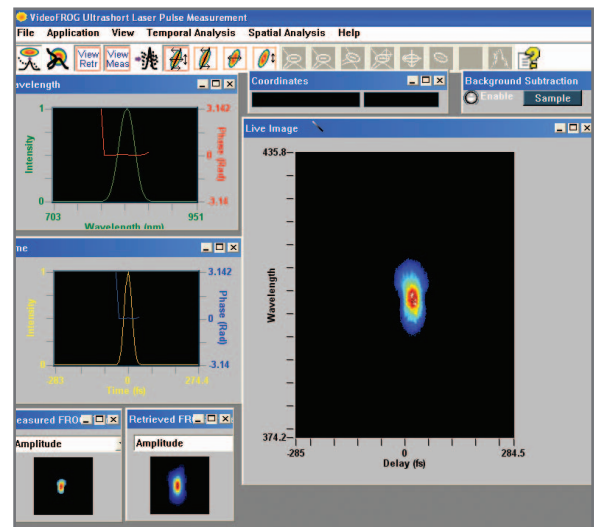 VideoFROG Ultrashort Laser Pulse Measurement
File Application View Temporal Analysis Spatial Analysis Help
View Retr
View Meas
avelength
1
Intensity
0
703
951
Wavelength (nm)
3.142
Phase (Rad)
0
-3.14
Coordinates
Background Subtraction
Enable
Sample
Live Image
435.8
Wavelength
374.2
-285
0
284.5
Delay (fs)
me
Intensity
0
-283
0
274.4
Time (fs)
3.142
Phase (Rad)
0
-3.14
easured FROG
Amplitude
Retrieved FR
Amplitude